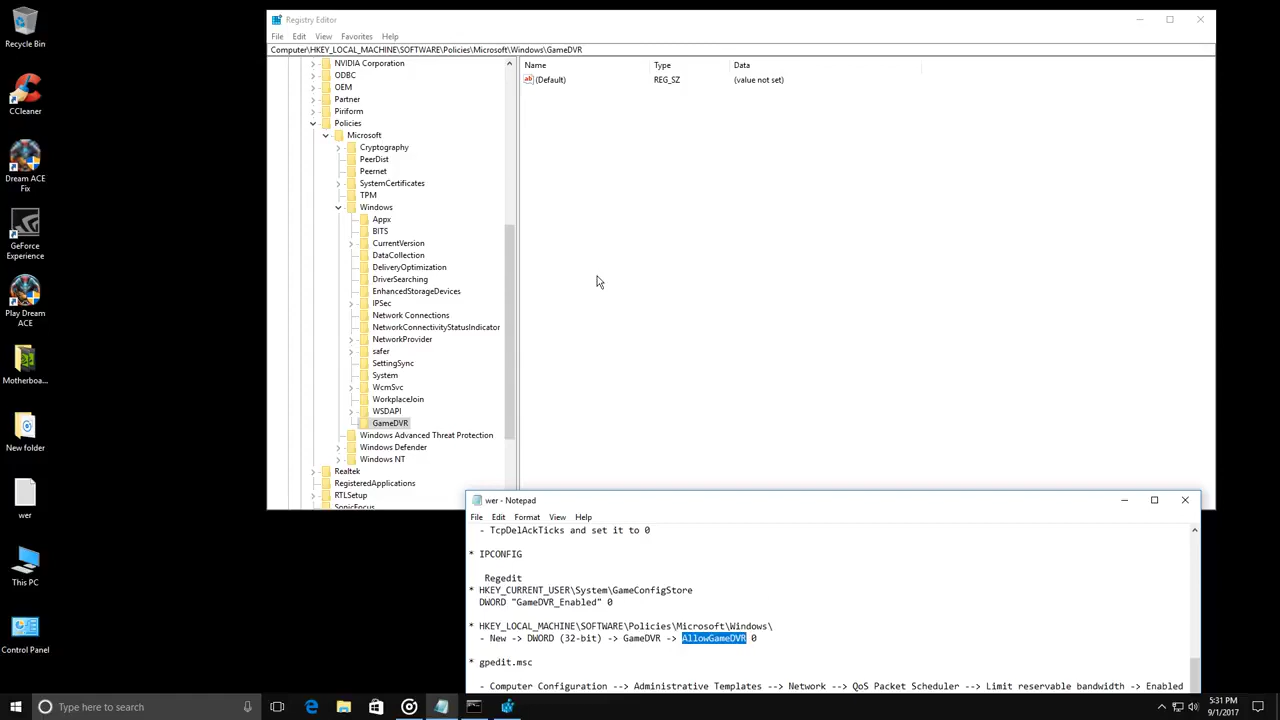 Recycle Bin
CCleaner
Dream ACE
Fix
GeForce
Experience
Play Dream
ACE
Motherboa...
New folder
wer
This PC
Control Panel
Registry Editor
File Edit View Favorites Help
Computer\HKEY_LOCAL_MACHINE\SOFTWARE\Policies\Microsoft\Windows\GameDVR
NVIDIA Corporation
ODBC
OEM
Partner
Piriform
Policies
Microsoft
Cryptography
PeerDist
Peernet
SystemCertificates
TPM
Windows
Appx
BITS
CurrentVersion
DataCollection
DeliveryOptimization
DriverSearching
EnhancedStorageDevices
IPSec
Network Connections
NetworkConnectivityStatusIndicator
NetworkProvider
safer
SettingSync
System
WcmSvc
WorkplaceJoin
WSDAPI
GameDVR
Windows Advanced Threat Protection
Windows Defender
Windows NT
Realtek
RegisteredApplications
RTLSetup
SonicFocus
Name Type Data
ab (Default) REG_SZ (value not set)
wer - Notepad
File Edit Format View Help
- TcpDelAckTicks and set it to 0
* IPCONFIG
Regedit
* HKEY_CURRENT_USER\System\GameConfigStore
DWORD "GameDVR_Enabled" 0
* HKEY_LOCAL_MACHINE\SOFTWARE\Policies\Microsoft\Windows\
- New -> DWORD (32-bit) -> GameDVR -> AllowGameDVR 0
* gpedit.msc
- Computer Configuration --> Administrative Templates --> Network --> QoS Packet Scheduler --> Limit reservable bandwidth -> Enabled
Type here to search
5:31 PM
9/1/2017